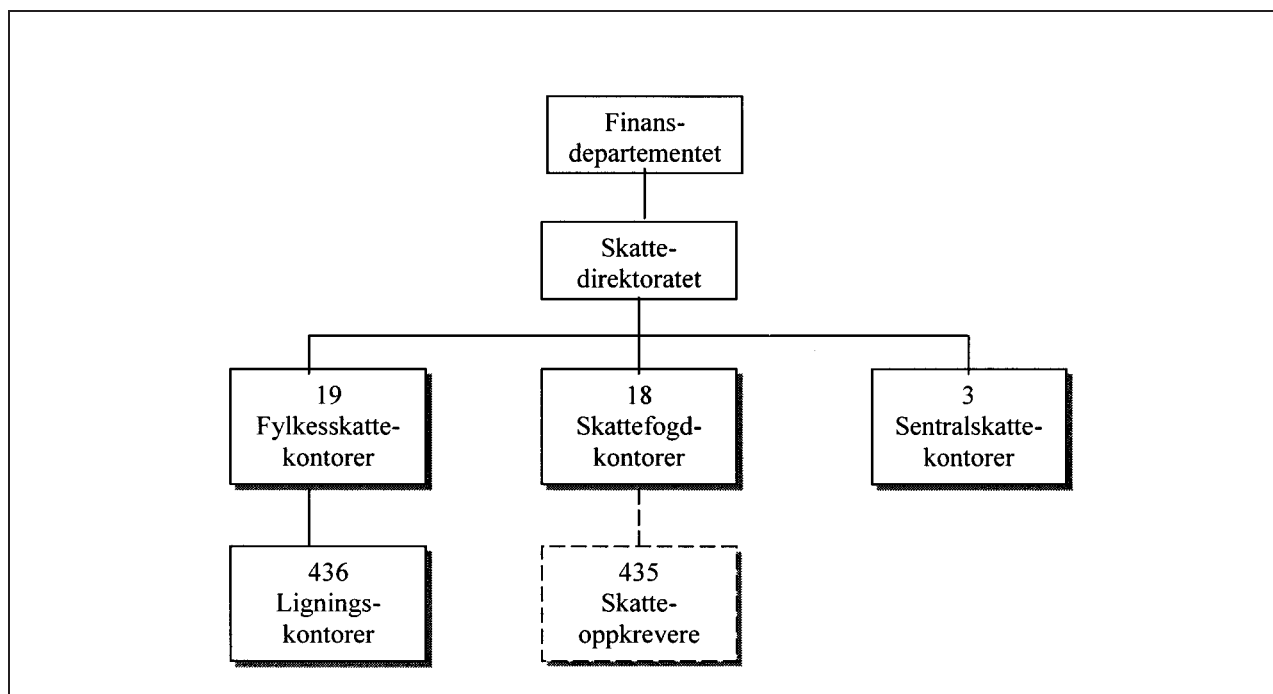 Finans-
departementet
Skatte-
direktoratet
19
Fylkesskatte-
kontorer
18
Skattefogd-
kontorer
3
Sentralskatte-
kontorer
436
Lignings-
kontorer
435
Skatte-
oppkrevere